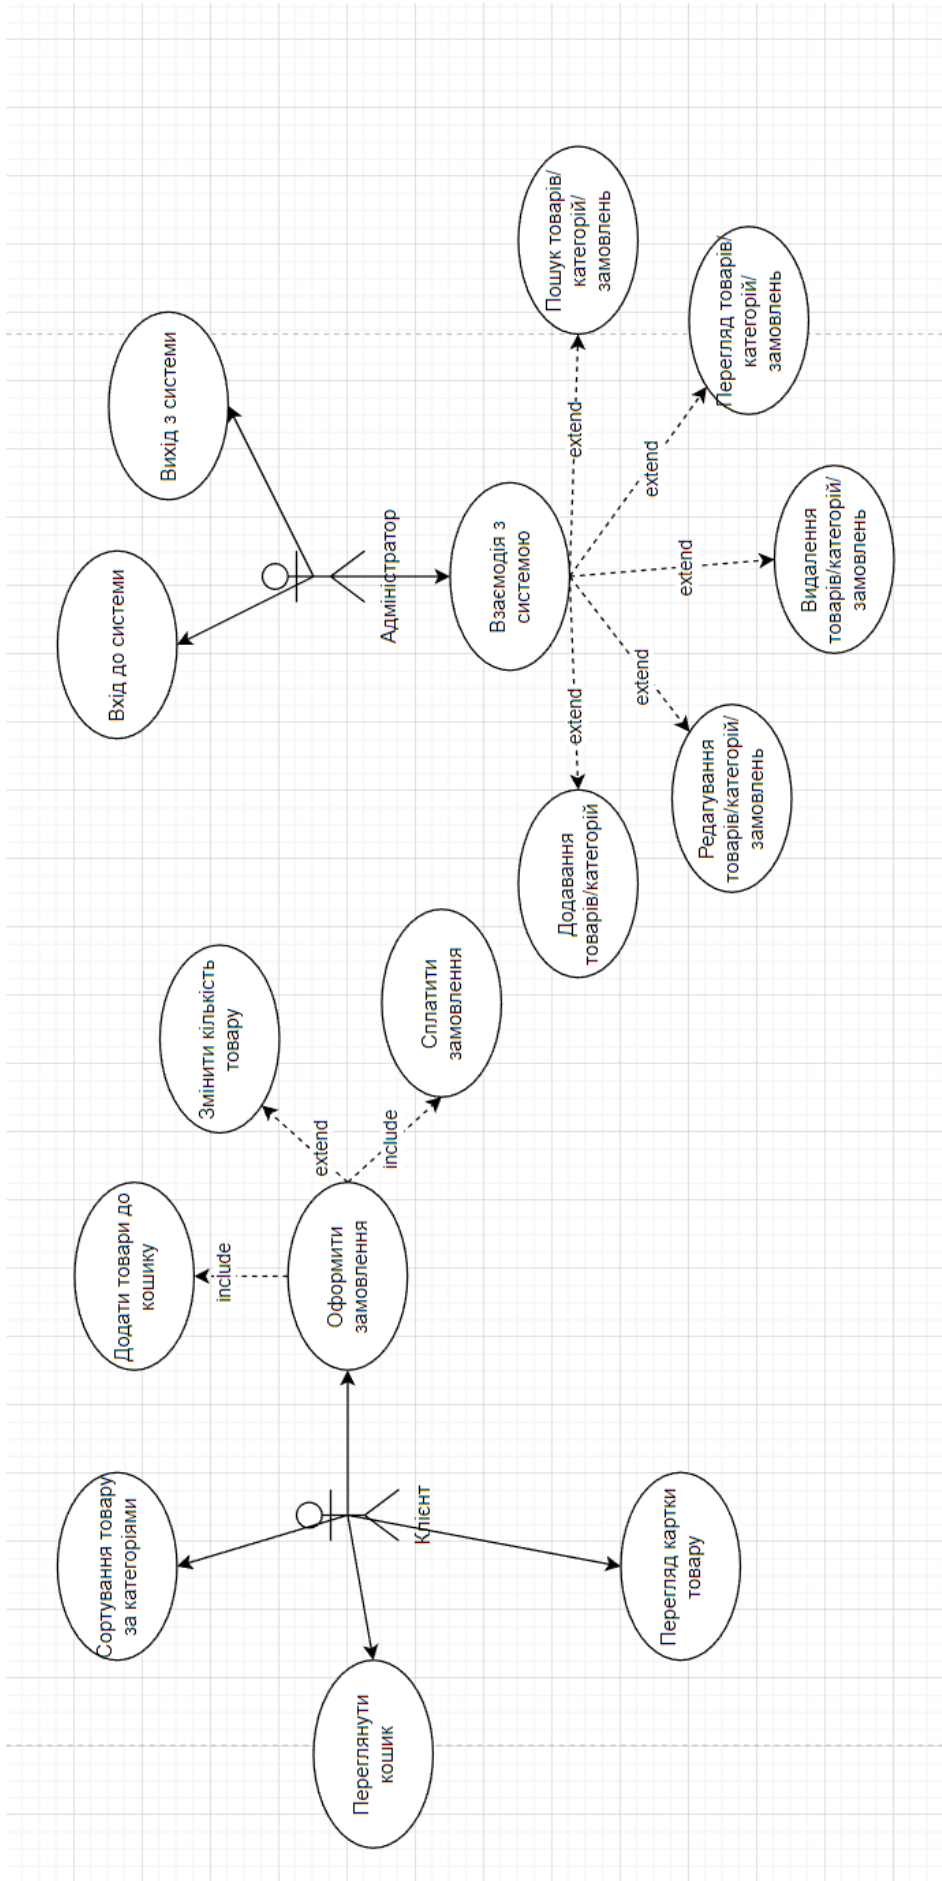 Сортування товару
за категоріями
Переглянути
кошик
Клієнт
Перегляд картки
товару
Додати товари до
кошику
include
Оформити
замовлення
extend
include
Змінити кількість
товару
Сплатити
замовлення
Вхід до системи
Вихід з системи
Адміністратор
Взаємодія з
системою
extend
extend
extend
extend
extend
Додавання
товарів/категорій
Редагування
товарів/категорій/
замовлень
Видалення
товарів/категорій/
замовлень
Перегляд товарів/
категорій/
замовлень
Пошук товарів/
категорій/
замовлень